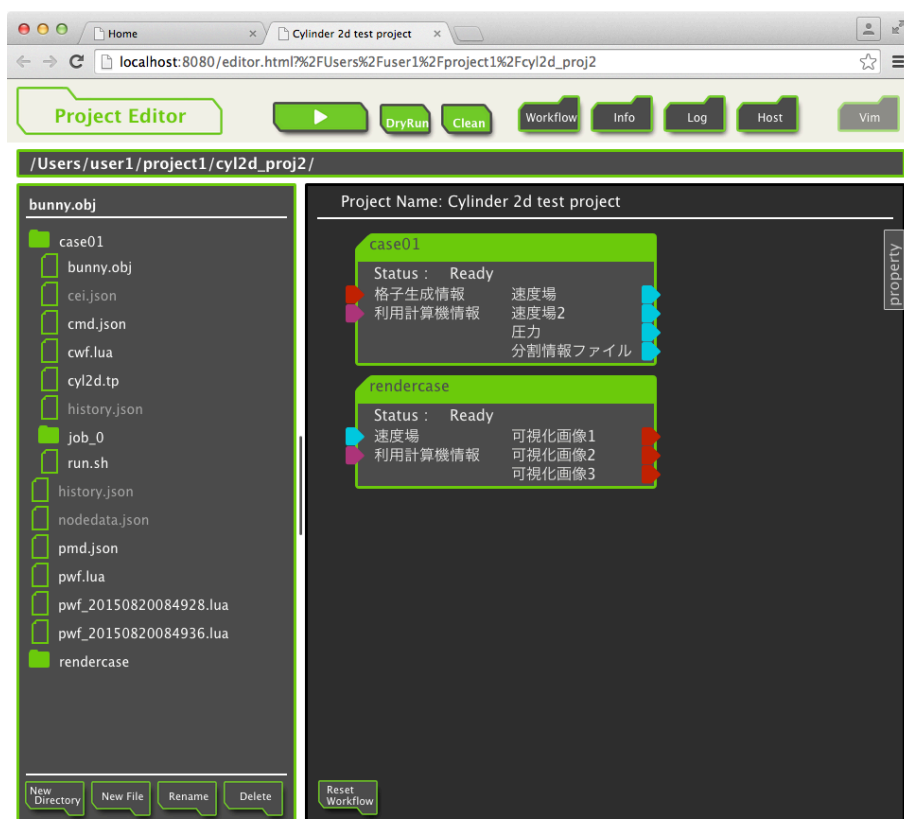 Home
Cylinder 2d test project
localhost:8080/editor.html?%2FUsers%2Fuser1%2Fproject1%2Fcyl2d_proj2
Project Editor
DryRun
Clean
Workflow
Info
Log
Host
Vim
/Users/user1/project1/cyl2d_proj2/
bunny.obj
case01
bunny.obj
cei.json
cmd.json
cwf.lua
cyl2d.tp
history.json
job_0
run.sh
history.json
nodedata.json
pmd.json
pwf.lua
pwf_20150820084928.lua
pwf_20150820084936.lua
rendercase
New
Directory
New File
Rename
Delete
Project Name: Cylinder 2d test project
case01
Status : Ready
格子生成情報 速度場
利用計算機情報 速度場2
圧力
分割情報ファイル
rendercase
Status : Ready
速度場 可視化画像1
利用計算機情報 可視化画像2
可視化画像3
property
Reset
Workflow